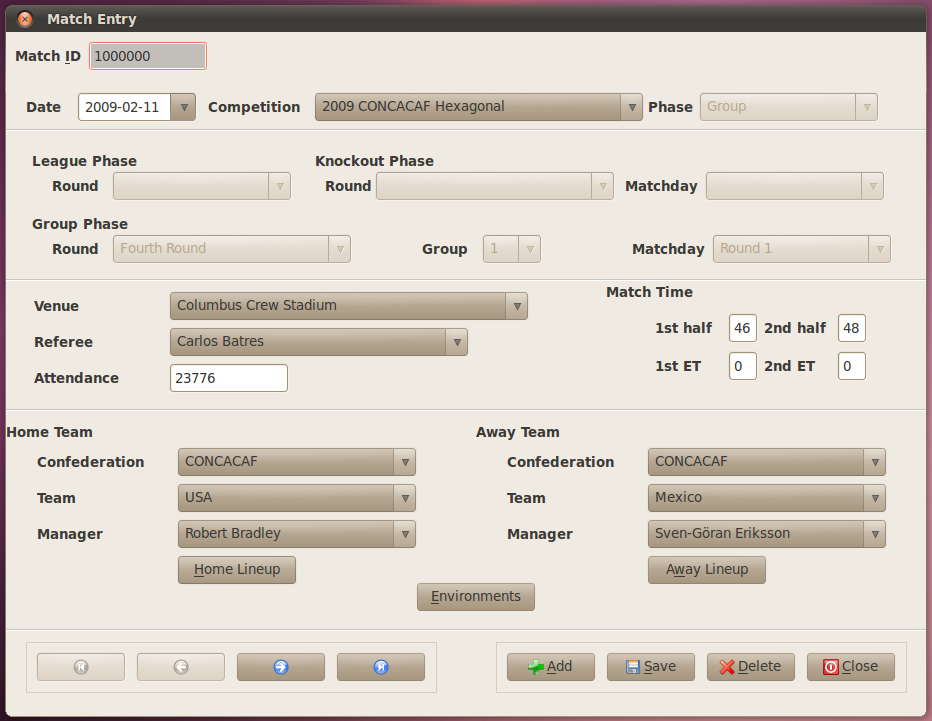 Match Entry
Match ID 1000000
Date 2009-02-11 Competition 2009 CONCACAF Hexagonal Phase Group
League Phase Knockout Phase
Round Round Matchday
Group Phase
Round Fourth Round Group 1 Matchday Round 1
Match Time
Venue Columbus Crew Stadium
1st half 46 2nd half 48
Referee Carlos Batres
1st ET 0 2nd ET 0
Attendance 23776
Home Team Away Team
Confederation CONCACAF Confederation CONCACAF
Team USA Team Mexico
Manager Robert Bradley Manager Sven-Göran Eriksson
Home Lineup Away Lineup
Environments
Add Save Delete Close